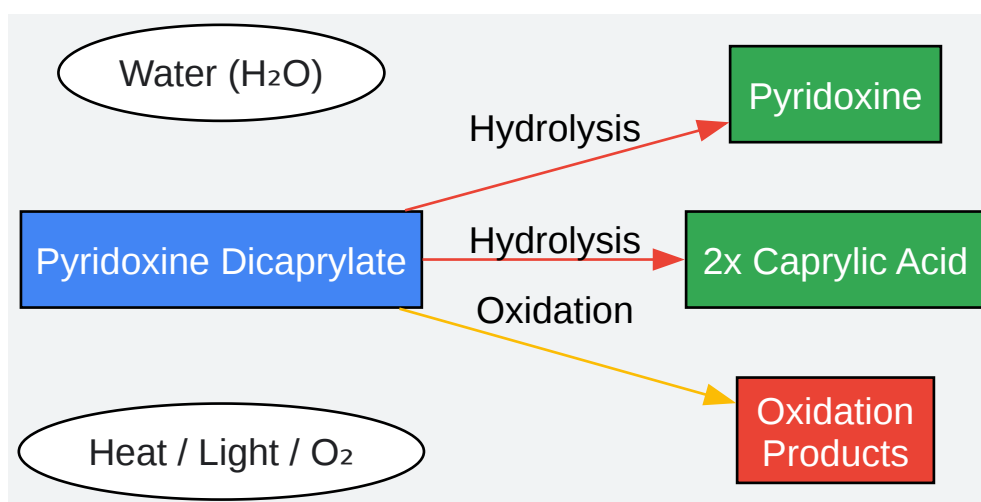 Water (H₂O)
Pyridoxine
Hydrolysis
Pyridoxine Dicaprylate
Hydrolysis
2x Caprylic Acid
Oxidation
Oxidation
Products
Heat / Light / O₂